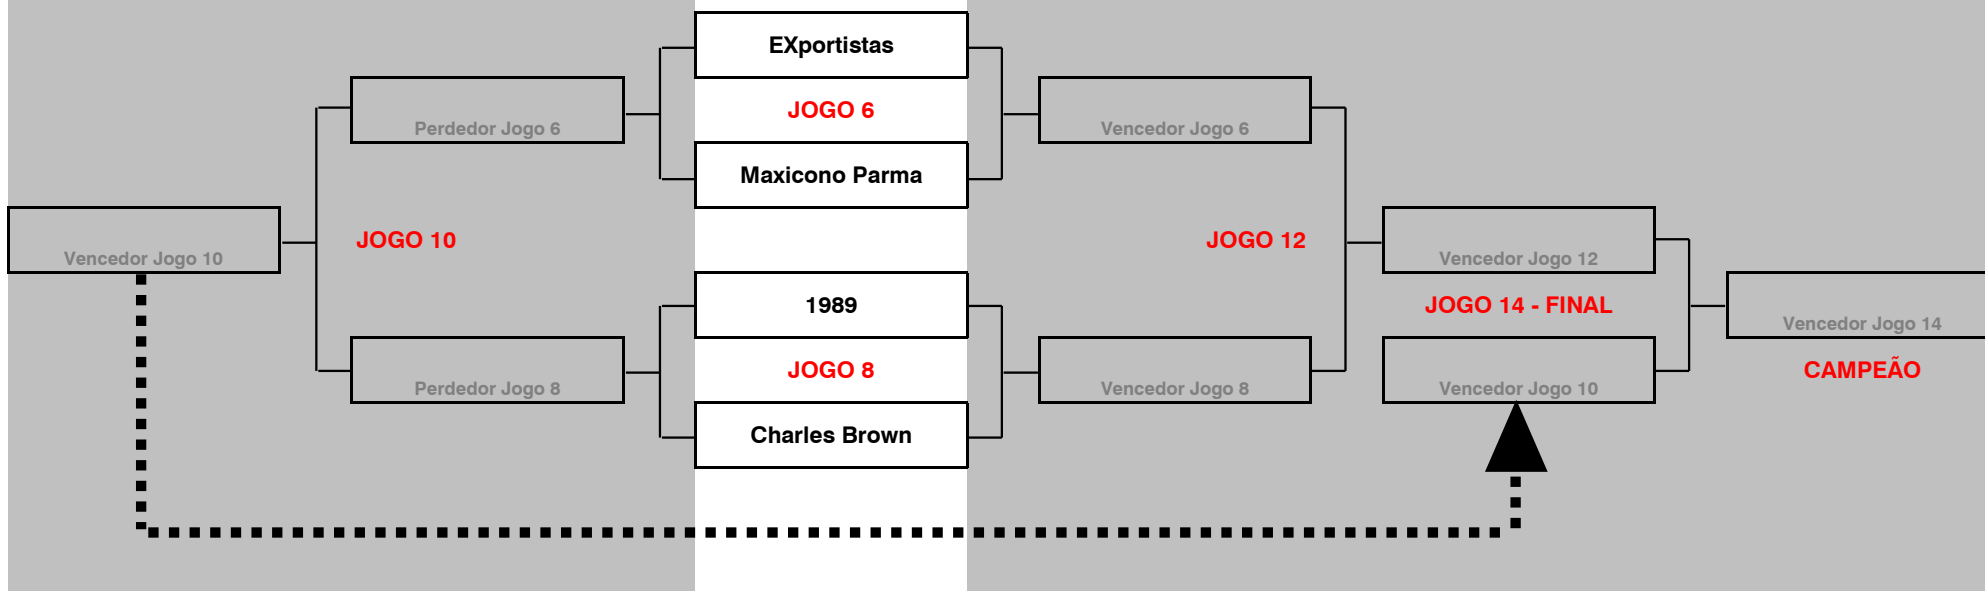 EXportistas
JOGO 6
Perdedor Jogo 6
Vencedor Jogo 6
Maxicono Parma
JOGO 10
JOGO 12
Vencedor Jogo 10
Vencedor Jogo 12
1989
JOGO 14 - FINAL
Vencedor Jogo 14
JOGO 8
CAMPEÃO
Perdedor Jogo 8
Vencedor Jogo 8
Vencedor Jogo 10
Charles Brown